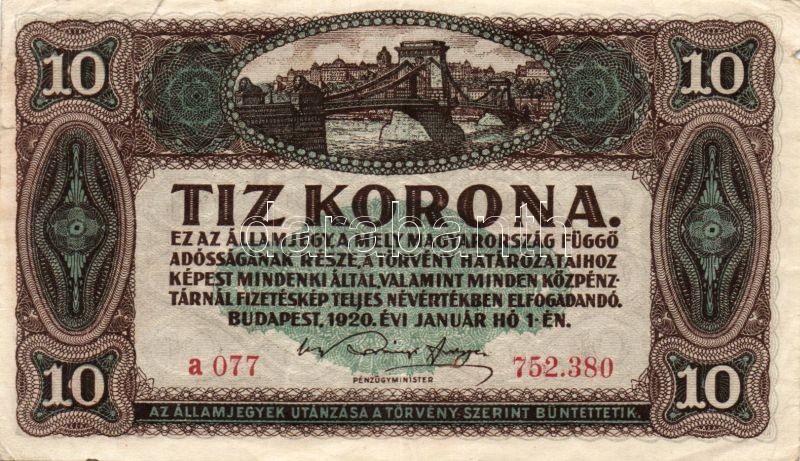 10 10
TIZ KORONA.
EZ AZ ÁLLAMJEGY, A MELY MAGYARORSZÁG FÜGGŐ
ADÓSSÁGÁNAK RÉSZE, A TÖRVÉNY HATÁROZATAIHOZ
KÉPEST MINDENKI ÁLTAL, VALAMINT MINDEN KÖZPÉNZ-
TÁRNÁL FIZETÉSKÉP TELJES NÉVÉRTÉKBEN ELFOGADANDÓ.
BUDAPEST, 1920. ÉVI JANUÁR HÓ 1-ÉN.
a 077 752.380
PÉNZÜGYMINISTER
10 10
AZ ÁLLAMJEGYEK UTÁNZÁSA A TÖRVÉNY SZERINT BÜNTETTETIK.
darabanth